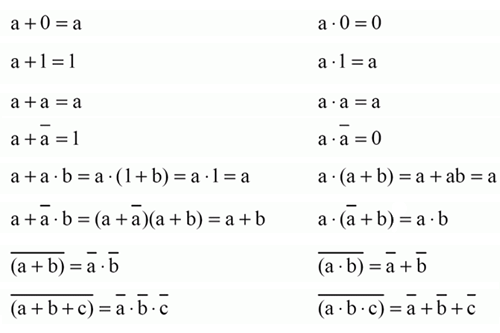 a + 0 = a    a · 0 = 0
a + 1 = 1    a · 1 = a
a + a = a    a · a = a
a + a̅ = 1    a · a̅ = 0
a + a · b = a · (1 + b) = a · 1 = a    a · (a + b) = a + ab = a
a + a̅ · b = (a + a̅)(a + b) = a + b    a · (a̅ + b) = a · b
(̅a̅ ̅+̅ ̅b̅)̅ = a̅ · b̅    (̅a̅ ̅·̅ ̅b̅)̅ = a̅ + b̅
(̅a̅ ̅+̅ ̅b̅ ̅+̅ ̅c̅)̅ = a̅ · b̅ · c̅    (̅a̅ ̅·̅ ̅b̅ ̅·̅ ̅c̅)̅ = a̅ + b̅ + c̅